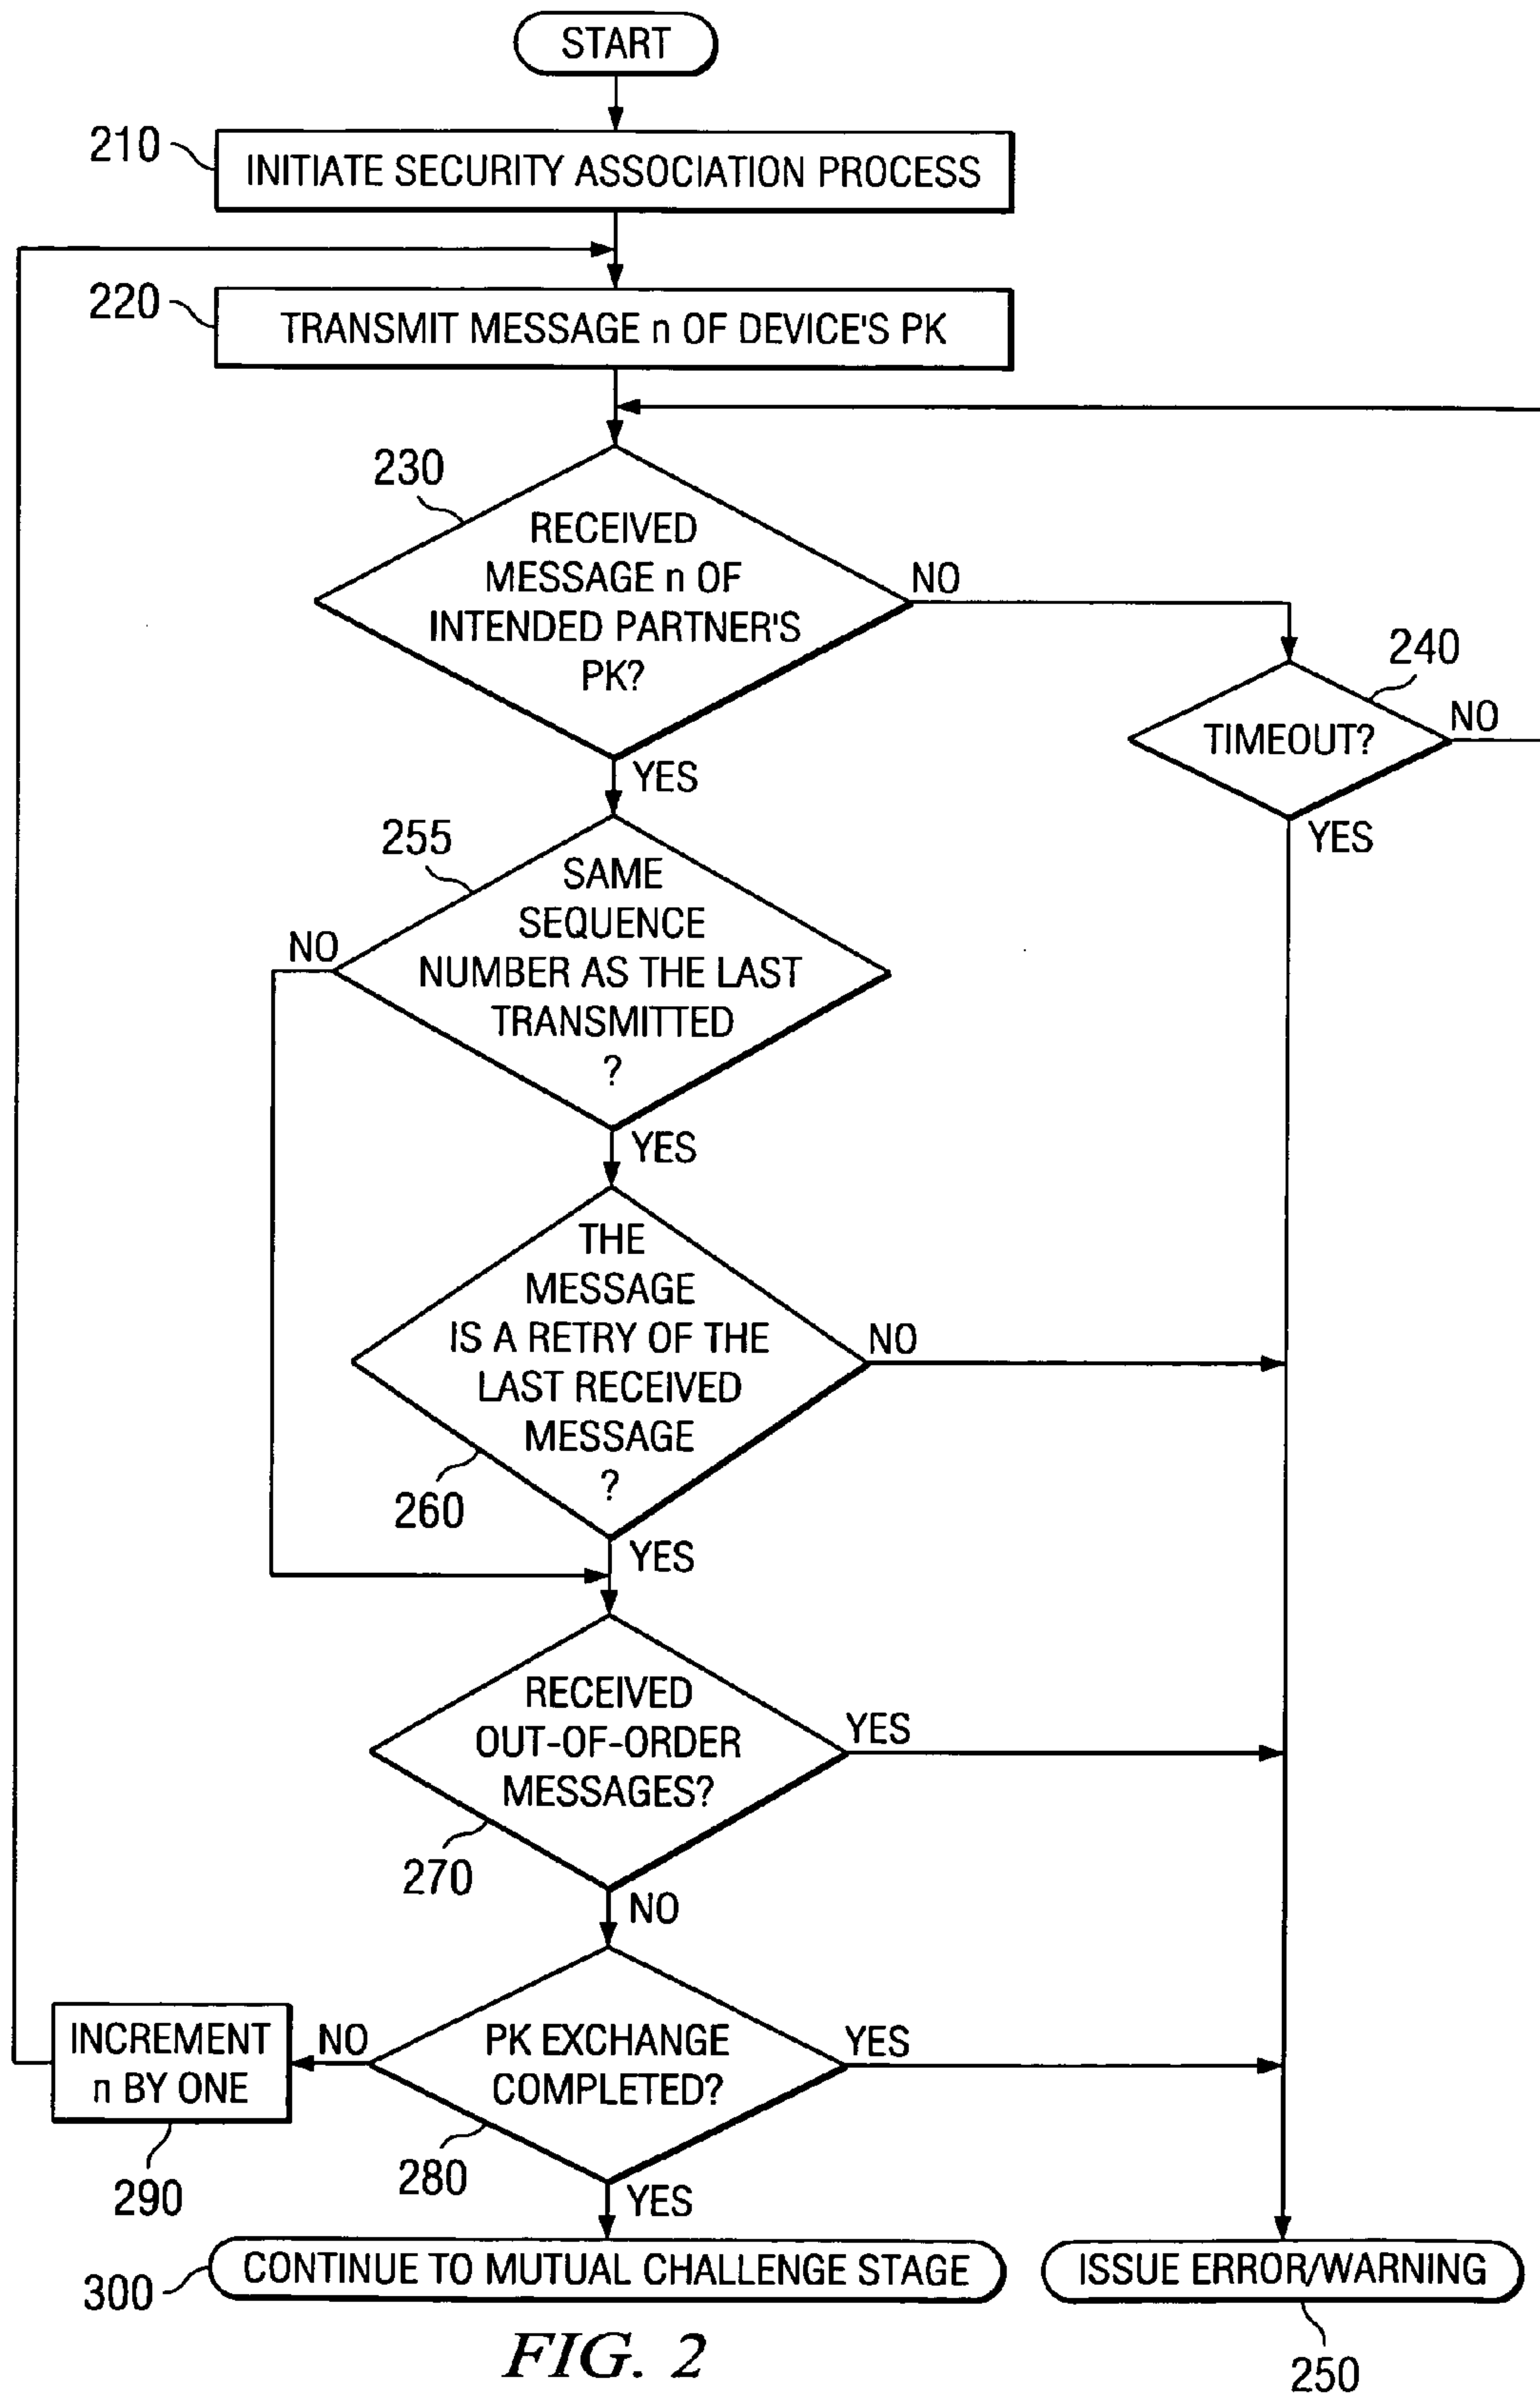 START
210
INITIATE SECURITY ASSOCIATION PROCESS
220
TRANSMIT MESSAGE n OF DEVICE'S PK
230
RECEIVED
MESSAGE n OF
INTENDED PARTNER'S
PK?
NO
240
TIMEOUT?
NO
YES
YES
255
SAME
SEQUENCE
NUMBER AS THE LAST
TRANSMITTED
?
NO
YES
THE
MESSAGE
IS A RETRY OF THE
LAST RECEIVED
MESSAGE
?
NO
260
YES
RECEIVED
OUT-OF-ORDER
MESSAGES?
YES
270
NO
INCREMENT
n BY ONE
NO
PK EXCHANGE
COMPLETED?
YES
290
280
YES
300
CONTINUE TO MUTUAL CHALLENGE STAGE
ISSUE ERROR/WARNING
250
FIG. 2